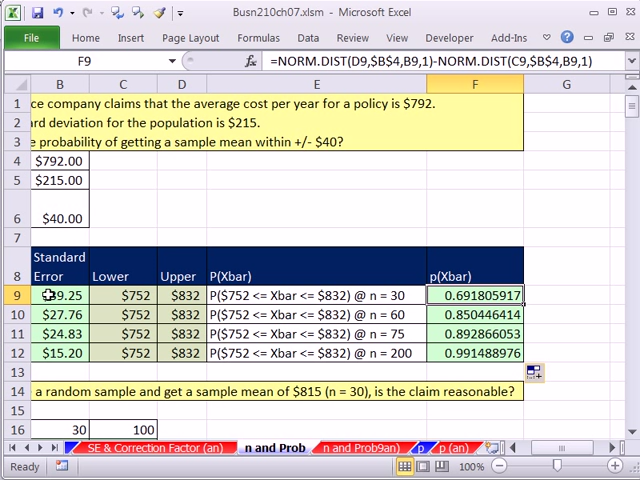 Busn210ch07.xlsm - Microsoft Excel
File Home Insert Page Layout Formulas Data Review View Developer Add-Ins
F9 fx =NORM.DIST(D9,$B$4,B9,1)-NORM.DIST(C9,$B$4,B9,1)
B C D E F G
1 ce company claims that the average cost per year for a policy is $792.
2 ard deviation for the population is $215.
3 e probability of getting a sample mean within +/- $40?
4 $792.00
5 $215.00
6 $40.00
7
8 Standard Error Lower Upper P(Xbar) p(Xbar)
9 9.25 $752 $832 P($752 <= Xbar <= $832) @ n = 30 0.691805917
10 $27.76 $752 $832 P($752 <= Xbar <= $832) @ n = 60 0.850446414
11 $24.83 $752 $832 P($752 <= Xbar <= $832) @ n = 75 0.892866053
12 $15.20 $752 $832 P($752 <= Xbar <= $832) @ n = 200 0.991488976
13
14 a random sample and get a sample mean of $815 (n = 30), is the claim reasonable?
15
16 30 100
SE & Correction Factor (an) n and Prob n and Prob9an) p p (an)
Ready 100%